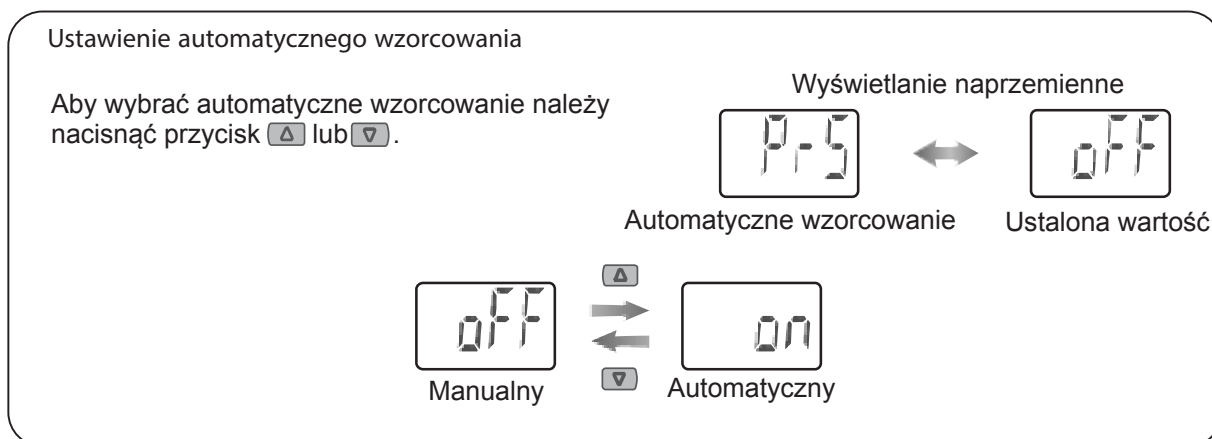 Ustawienie automatycznego wzorcowania
Aby wybrać automatyczne wzorcowanie należy
nacisnąć przycisk lub .
Wyświetlanie naprzemienne
PrS
oFF
Automatyczne wzorcowanie
Ustalona wartość
oFF
on
Manualny
Automatyczny